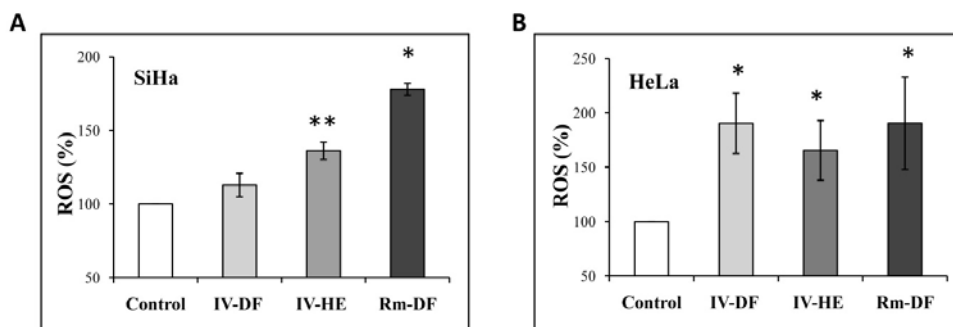 A
ROS (%)
200
150
100
50
SiHa
**
*
Control IV-DF IV-HE Rm-DF
B
ROS (%)
250
200
150
100
50
HeLa
*
*
*
Control IV-DF IV-HE Rm-DF